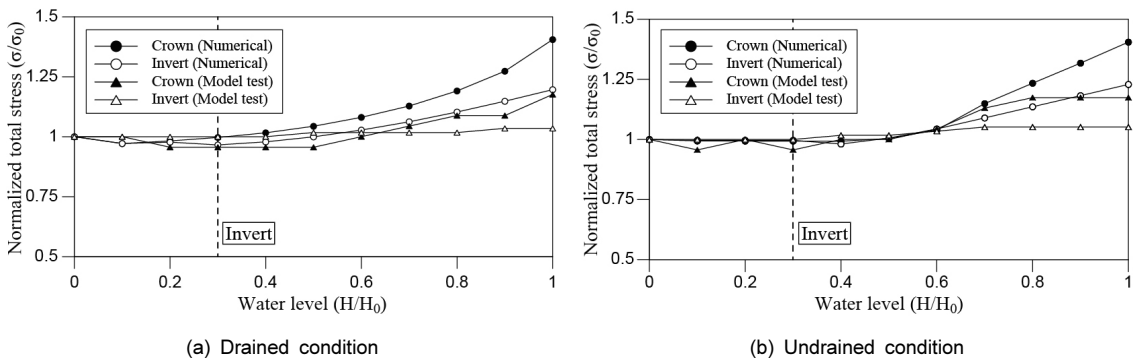 Normalized total stress (σ/σ₀)
1.5
1.25
1
0.75
0.5
Crown (Numerical)
Invert (Numerical)
Crown (Model test)
Invert (Model test)
Invert
0 0.2 0.4 0.6 0.8 1
Water level (H/H₀)
(a) Drained condition
Normalized total stress (σ/σ₀)
1.5
1.25
1
0.75
0.5
Crown (Numerical)
Invert (Numerical)
Crown (Model test)
Invert (Model test)
Invert
0 0.2 0.4 0.6 0.8 1
Water level (H/H₀)
(b) Undrained condition